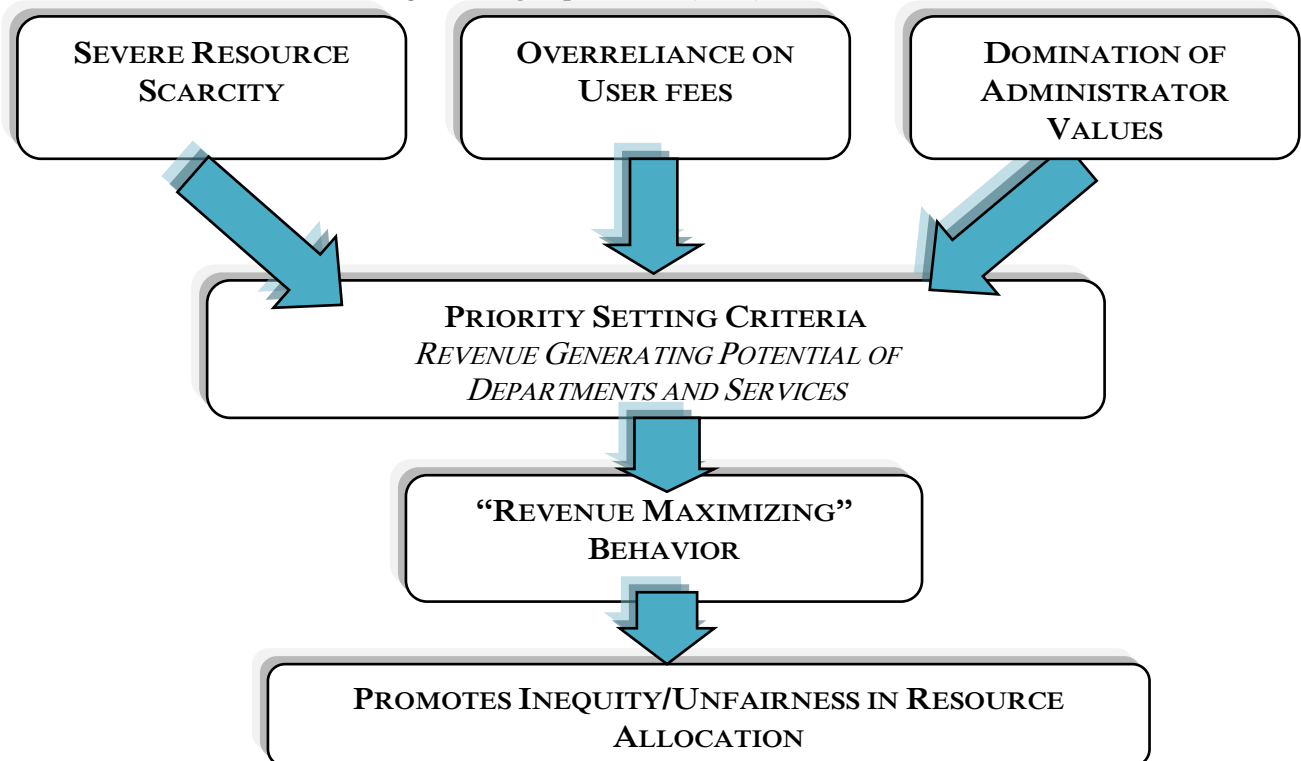 SEVERE RESOURCE
SCARCITY
OVERRELIANCE ON
USER FEES
DOMINATION OF
ADMINISTRATOR
VALUES
PRIORITY SETTING CRITERIA
REVENUE GENERATING POTENTIAL OF
DEPARTMENTS AND SERVICES
“REVENUE MAXIMIZING”
BEHAVIOR
PROMOTES INEQUITY/UNFAIRNESS IN RESOURCE
ALLOCATION